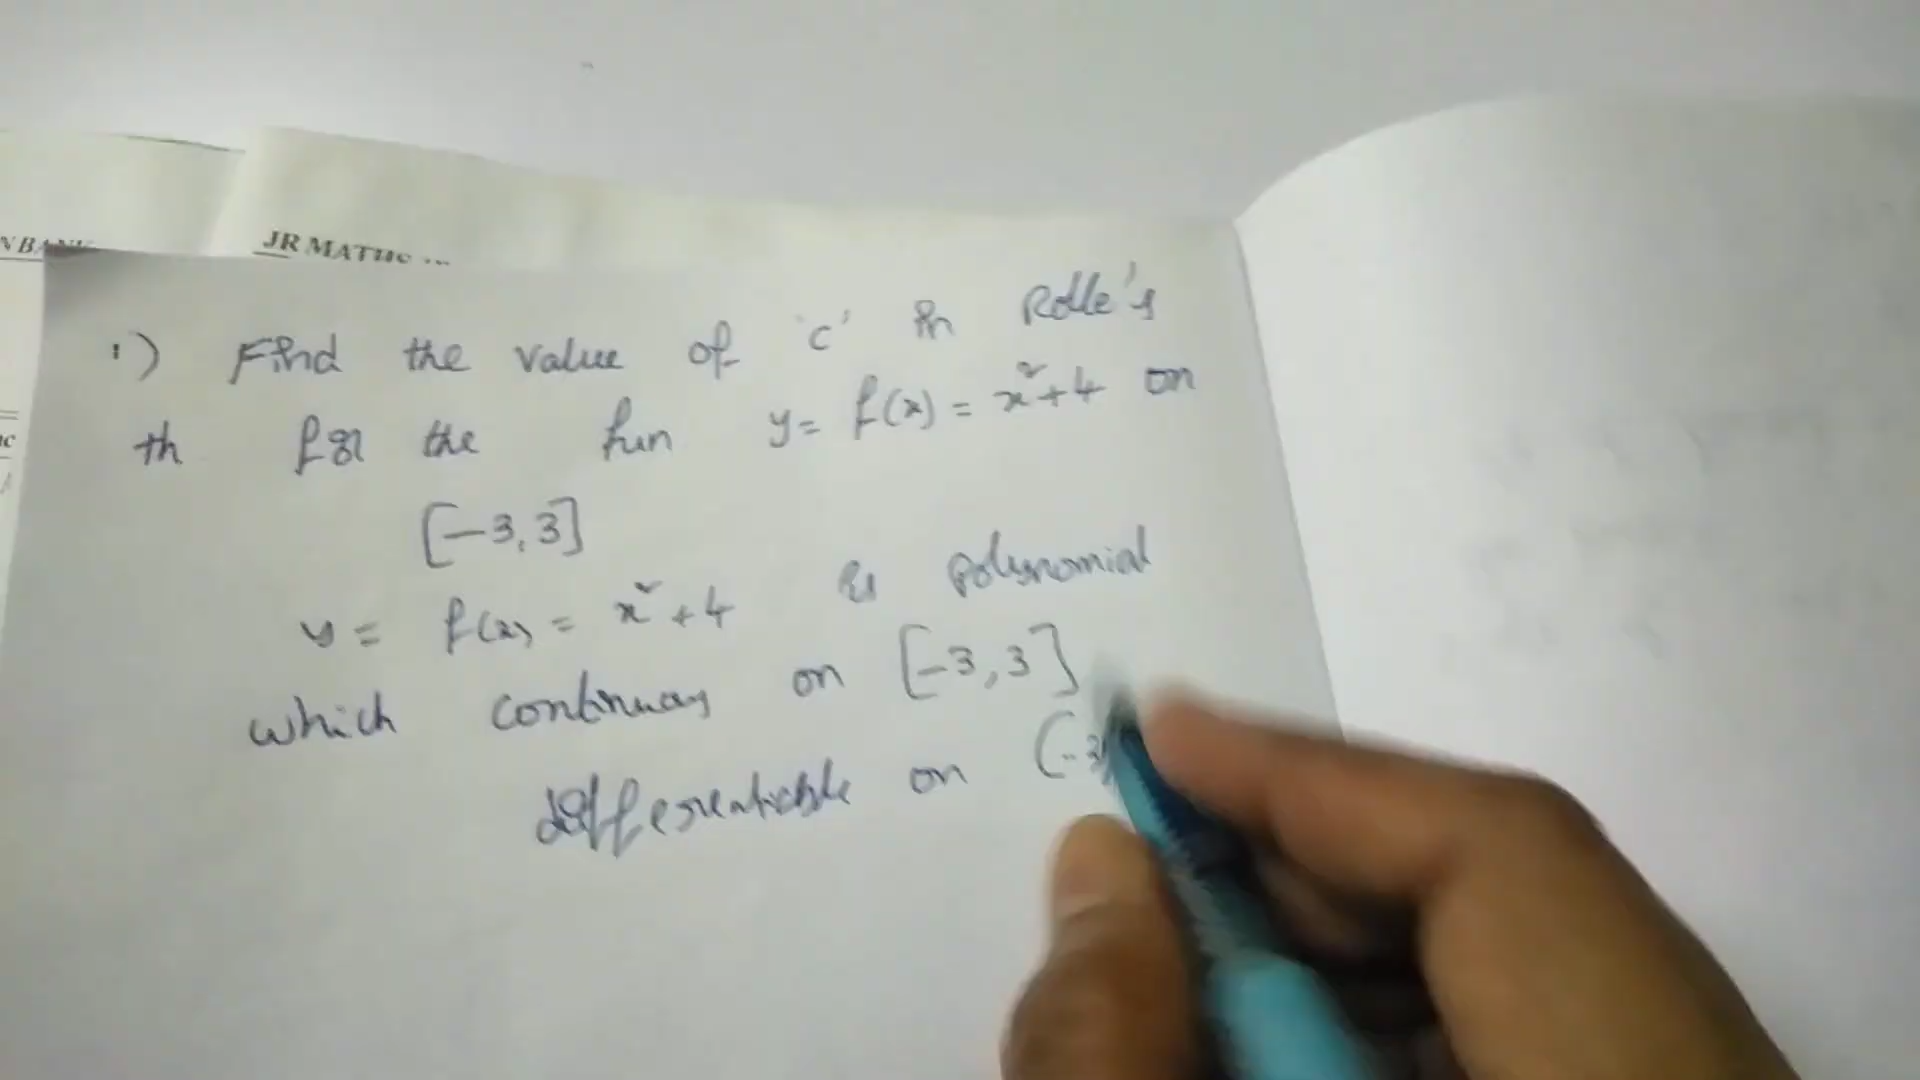 JR MATHS
1) Find the value of 'c' in Rolle's
th for the fun y = f(x) = x²+4 on
[-3,3]
y = f(x) = x²+4 is polynomial
which continuous on [-3,3]
differentiable on (-3